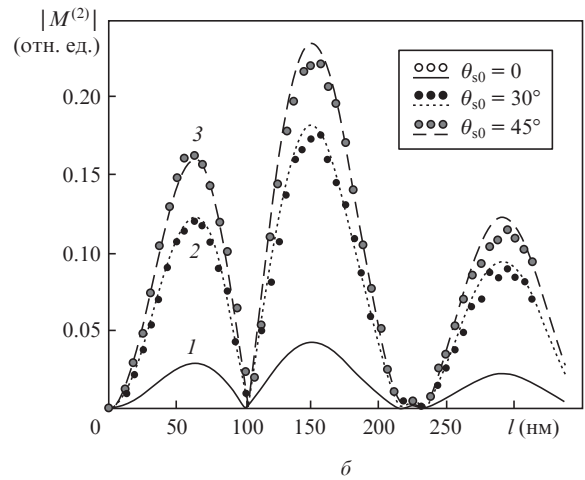 |M⁽²⁾|
(отн. ед.)
θs0 = 0
θs0 = 30°
θs0 = 45°
0.20
0.15
0.10
0.05
3
2
1
0 50 100 150 200 250 l (нм)
б